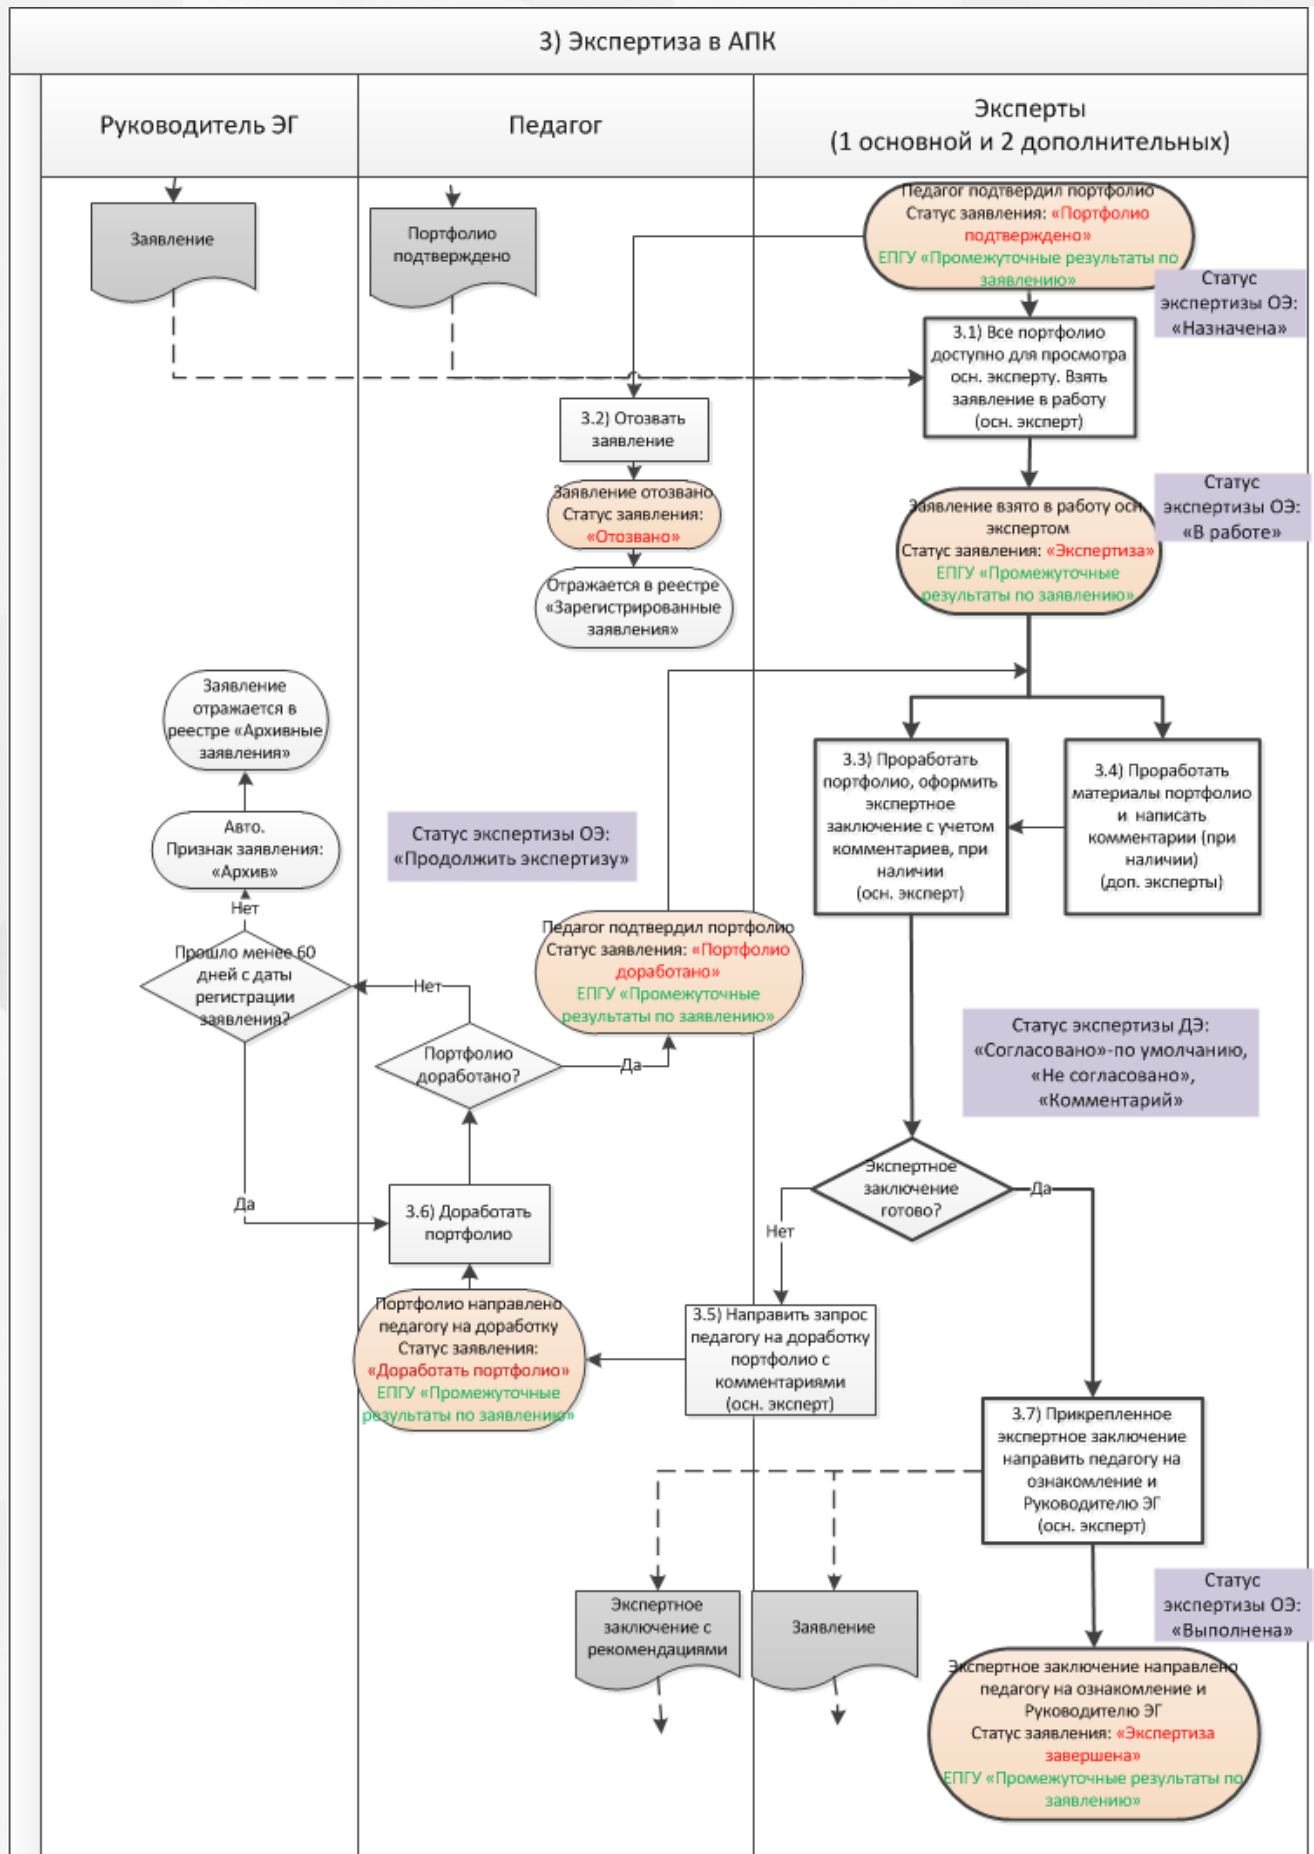 3) Экспертиза в АПК
Руководитель ЭГ
Педагог
Эксперты
(1 основной и 2 дополнительных)
Заявление
Портфолио
подтверждено
Педагог подтвердил портфолио
Статус заявления: «Портфолио
подтверждено»
ЕПГУ «Промежуточные результаты по
заявлению»
Статус
экспертизы ОЭ:
«Назначена»
3.1) Все портфолио
доступно для просмотра
осн. эксперту. Взять
заявление в работу
(осн. эксперт)
3.2) Отозвать
заявление
Заявление отозвано
Статус заявления:
«Отозвано»
Отражается в реестре
«Зарегистрированные
заявления»
Статус
экспертизы ОЭ:
«В работе»
Заявление взято в работу осн.
экспертом
Статус заявления: «Экспертиза»
ЕПГУ «Промежуточные
результаты по заявлению»
Заявление
отражается в
реестре «Архивные
заявления»
Авто.
Признак заявления:
«Архив»
Нет
Прошло менее 60
дней с даты
регистрации
заявления?
Да
Статус экспертизы ОЭ:
«Продолжить экспертизу»
3.3) Проработать
портфолио, оформить
экспертное
заключение с учетом
комментариев, при
наличии
(осн. эксперт)
3.4) Проработать
материалы портфолио
и написать
комментарии (при
наличии)
(доп. эксперты)
Педагог подтвердил портфолио
Статус заявления: «Портфолио
доработано»
ЕПГУ «Промежуточные
результаты по заявлению»
Нет
Портфолио
доработано?
Да
Статус экспертизы ДЭ:
«Согласовано»-по умолчанию,
«Не согласовано»,
«Комментарий»
Экспертное
заключение
готово?
Да
Нет
3.6) Доработать
портфолио
Портфолио направлено
педагогу на доработку
Статус заявления:
«Доработать портфолио»
ЕПГУ «Промежуточные
результаты по заявлению»
3.5) Направить запрос
педагогу на доработку
портфолио с
комментариями
(осн. эксперт)
3.7) Прикрепленное
экспертное заключение
направить педагогу на
ознакомление и
Руководителю ЭГ
(осн. эксперт)
Экспертное
заключение с
рекомендациями
Заявление
Статус
экспертизы ОЭ:
«Выполнена»
Экспертное заключение направлено
педагогу на ознакомление и
Руководителю ЭГ
Статус заявления: «Экспертиза
завершена»
ЕПГУ «Промежуточные результаты по
заявлению»